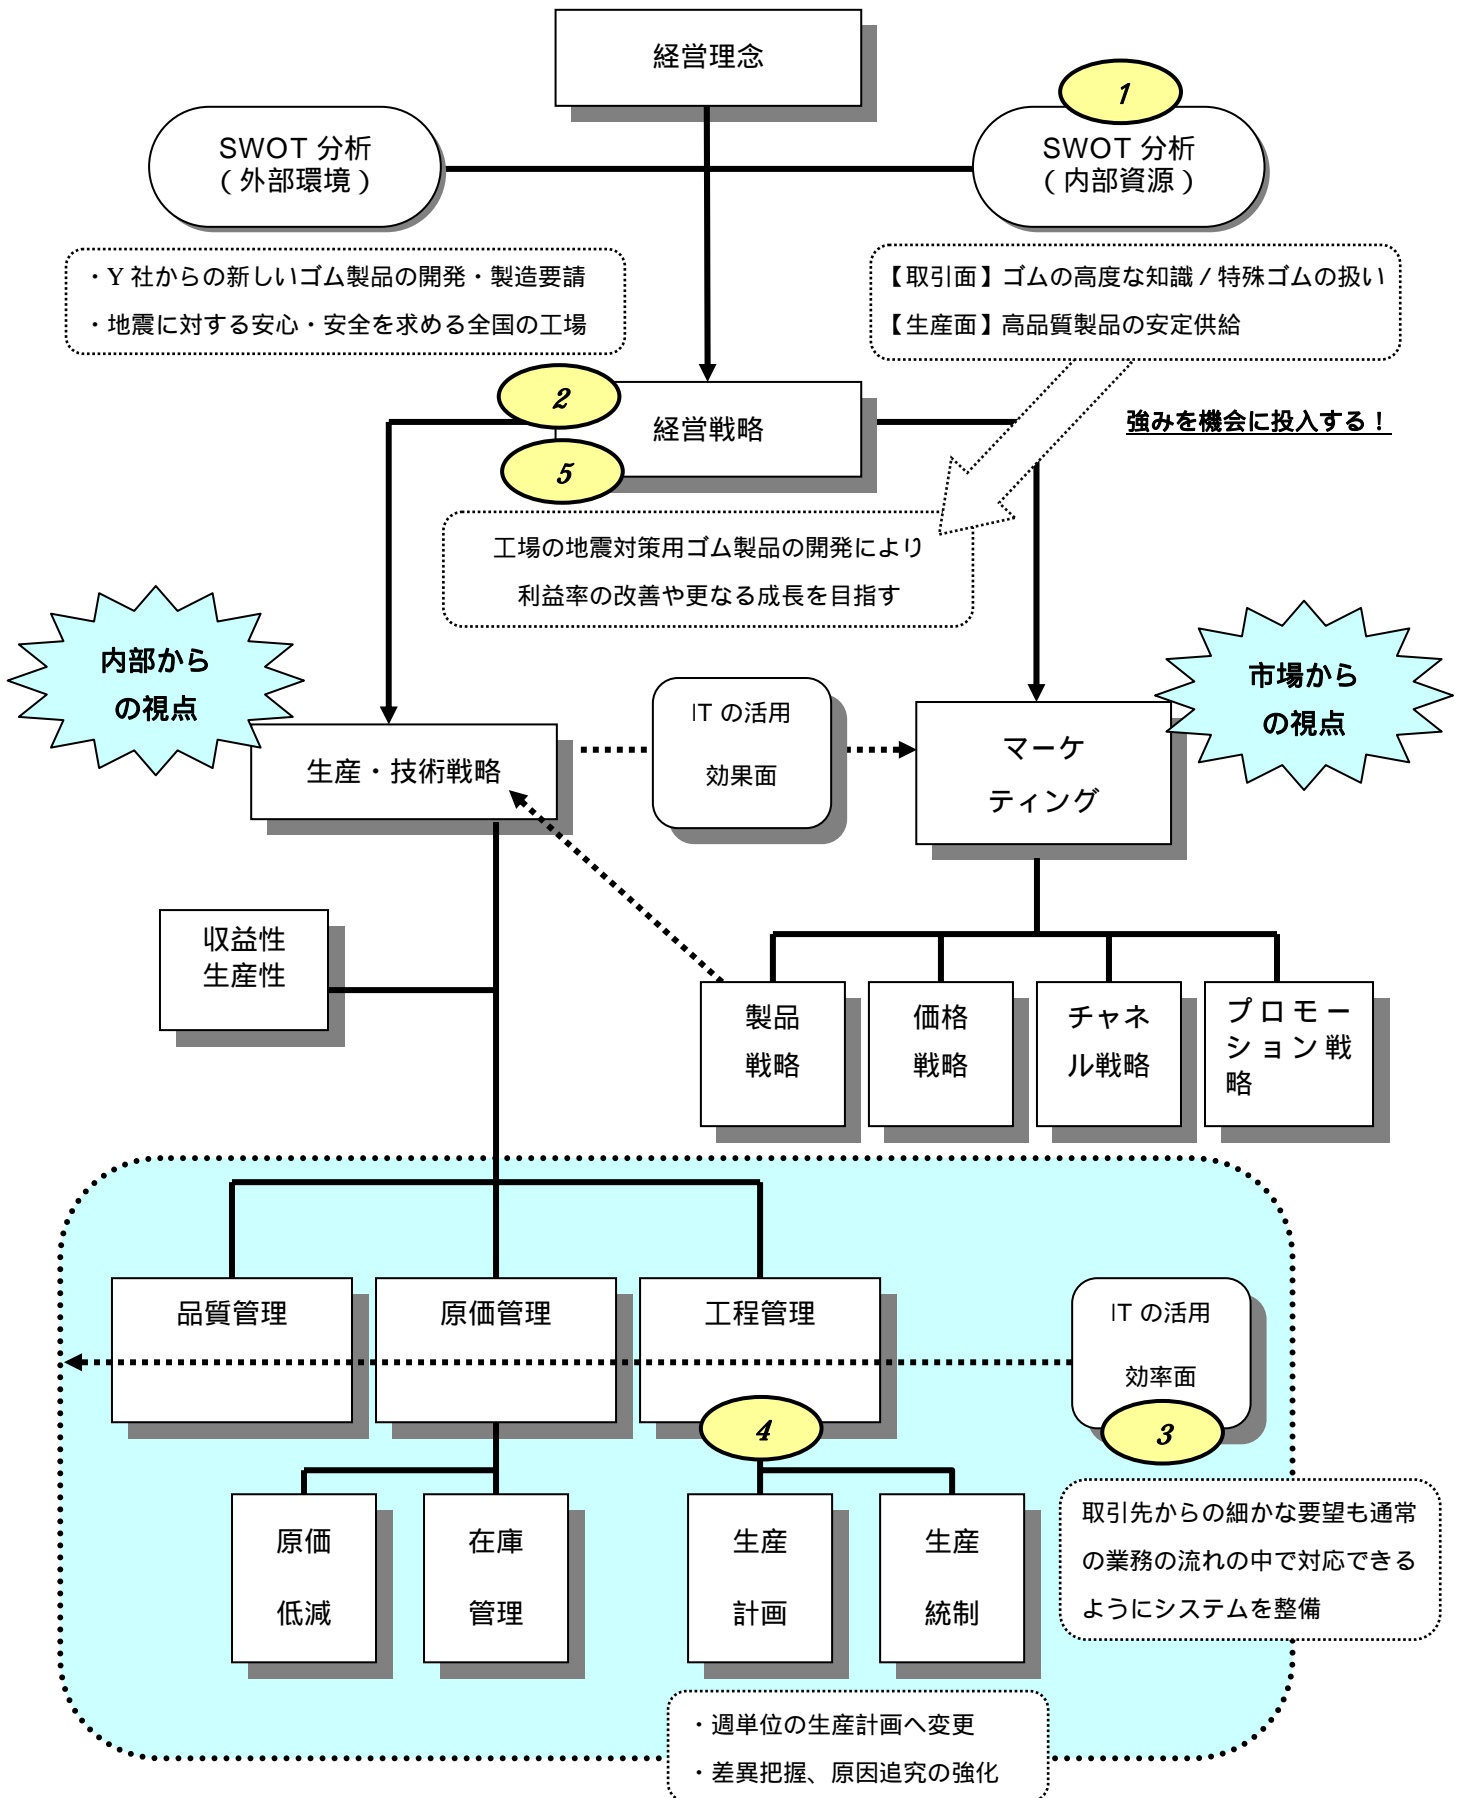 経営理念
1
SWOT 分析
（外部環境）
SWOT 分析
（内部資源）
・Y 社からの新しいゴム製品の開発・製造要請
・地震に対する安心・安全を求める全国の工場
【取引面】ゴムの高度な知識／特殊ゴムの扱い
【生産面】高品質製品の安定供給
2
経営戦略
5
強みを機会に投入する！
工場の地震対策用ゴム製品の開発により
利益率の改善や更なる成長を目指す
内部から
の視点
市場から
の視点
生産・技術戦略
IT の活用
効果面
マーケ
ティング
収益性
生産性
製品
戦略
価格
戦略
チャネ
ル戦略
プロモー
ション戦
略
品質管理
原価管理
工程管理
IT の活用
効率面
4
3
原価
低減
在庫
管理
生産
計画
生産
統制
取引先からの細かな要望も通常
の業務の流れの中で対応できる
ようにシステムを整備
・週単位の生産計画へ変更
・差異把握、原因追究の強化